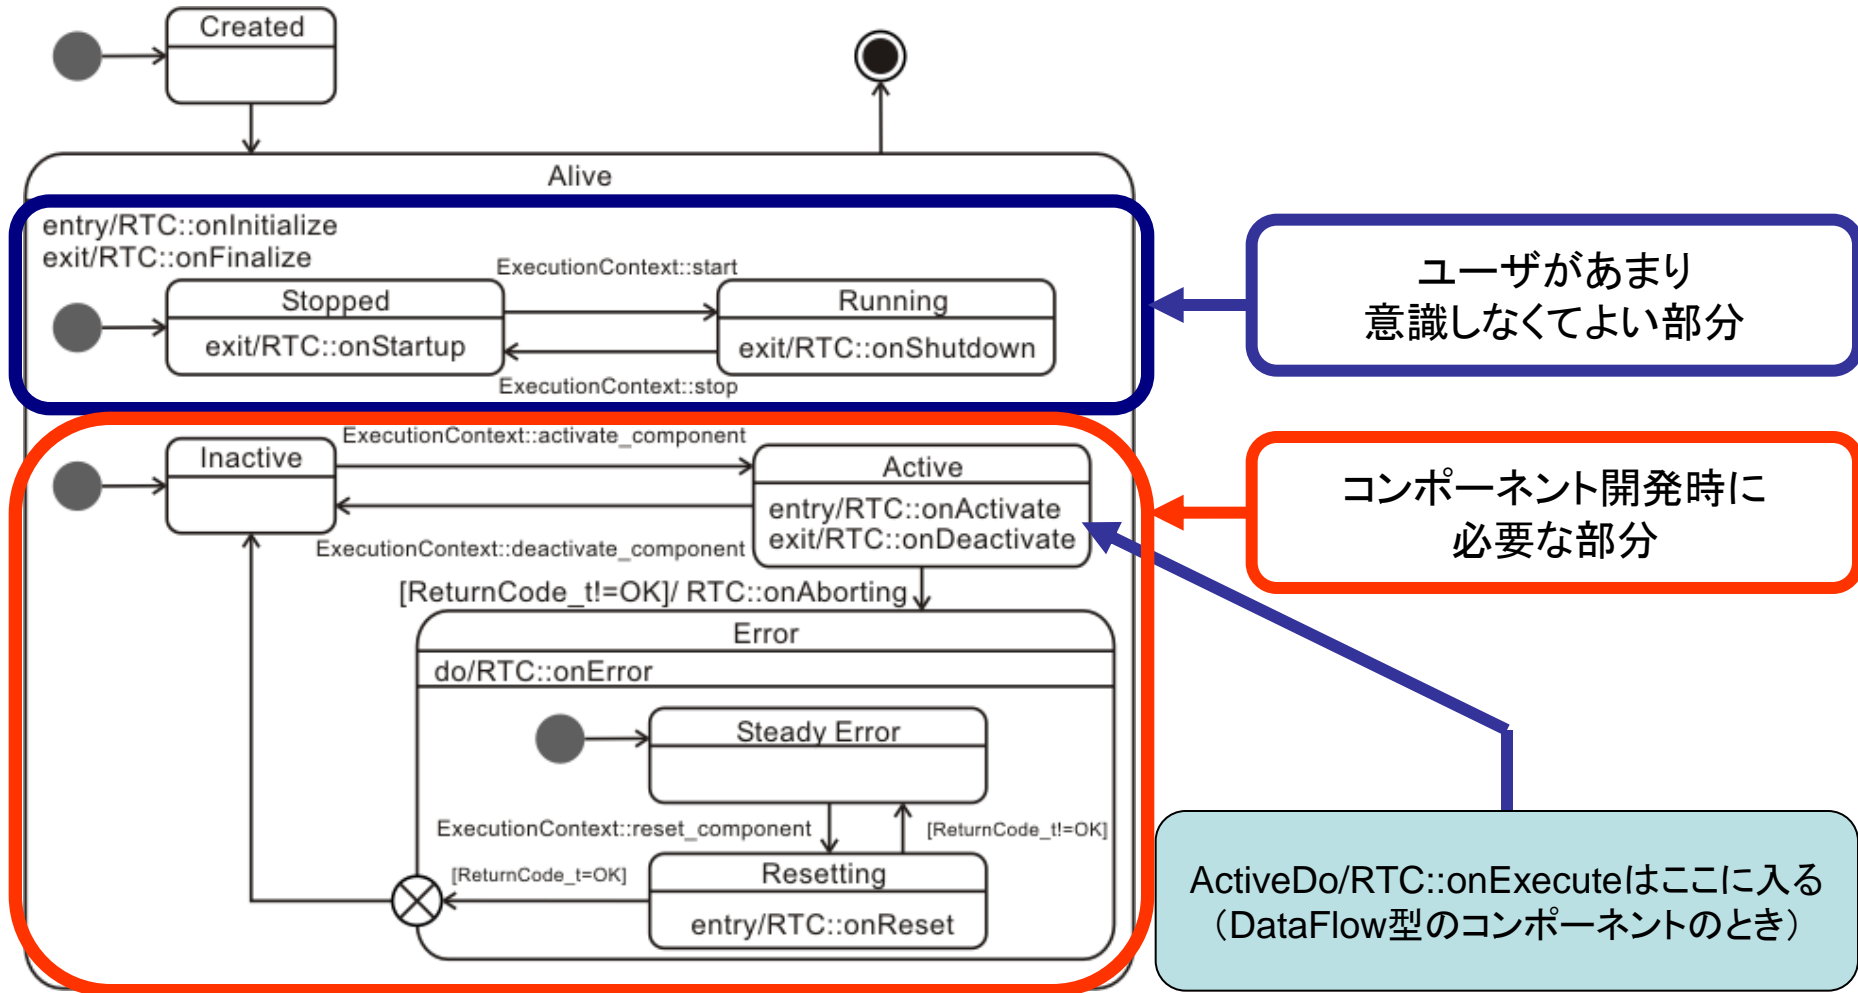 Created
Alive
entry/RTC::onInitialize
exit/RTC::onFinalize
ExecutionContext::start
Stopped
exit/RTC::onStartup
Running
exit/RTC::onShutdown
ExecutionContext::stop
ユーザがあまり
意識しなくてよい部分
ExecutionContext::activate_component
Inactive
Active
entry/RTC::onActivate
exit/RTC::onDeactivate
ExecutionContext::deactivate_component
コンポーネント開発時に
必要な部分
[ReturnCode_t!=OK]/ RTC::onAborting
Error
do/RTC::onError
Steady Error
ExecutionContext::reset_component
[ReturnCode_t!=OK]
[ReturnCode_t=OK]
Resetting
entry/RTC::onReset
ActiveDo/RTC::onExecuteはここに入る
（DataFlow型のコンポーネントのとき）